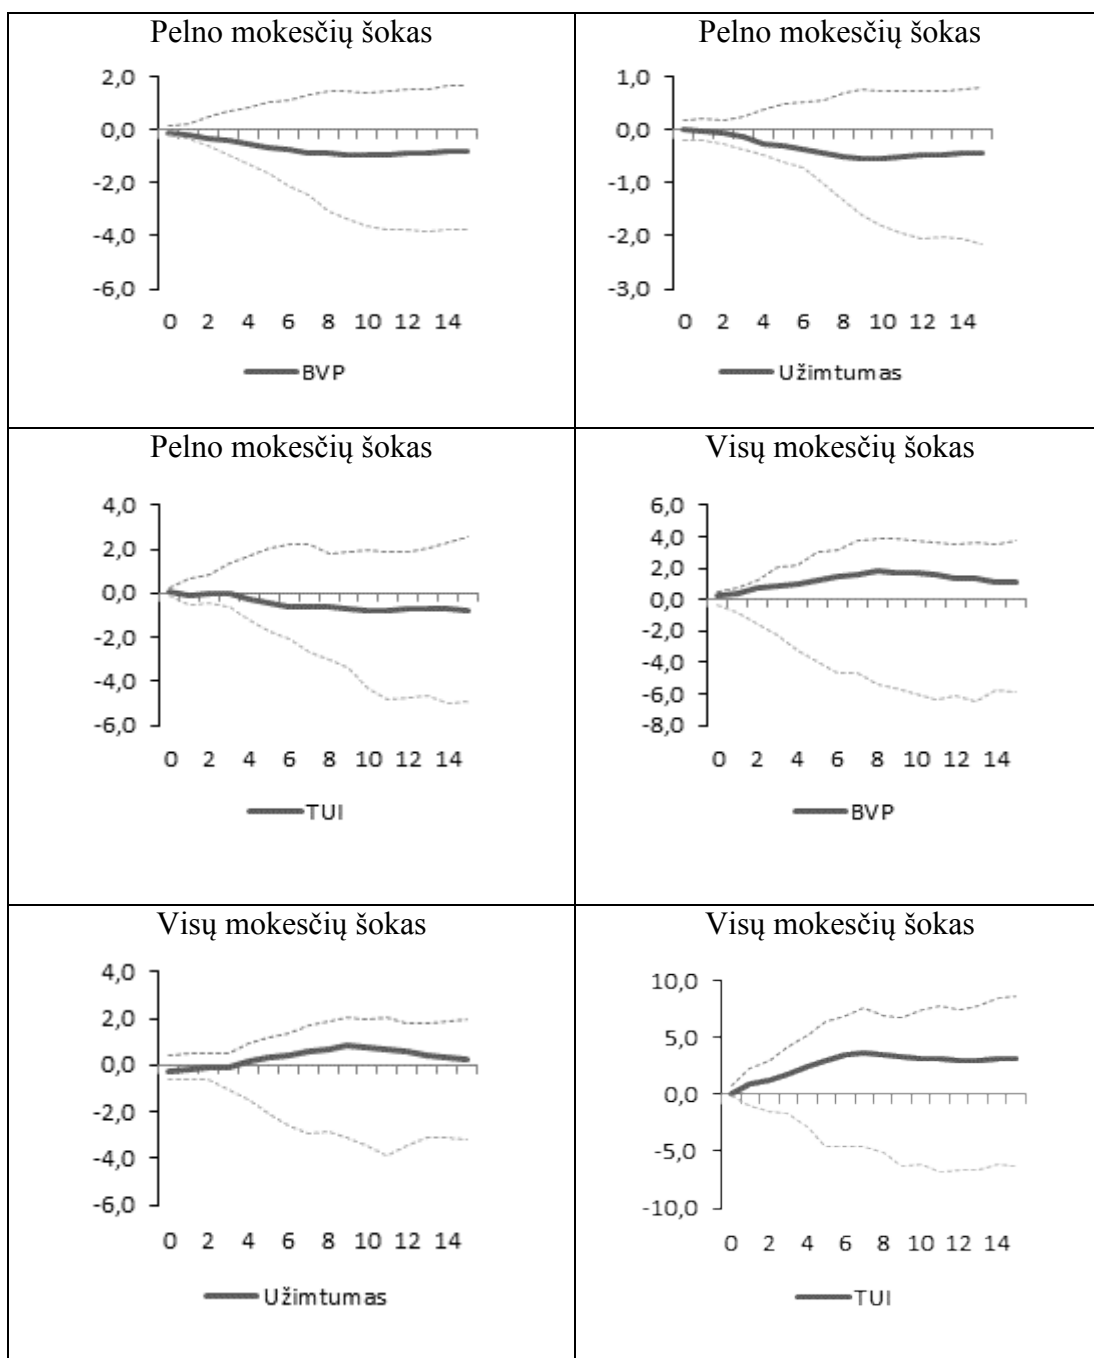 Pelno mokesčių šokas
2,0
0,0
-2,0
-4,0
-6,0
0 2 4 6 8 10 12 14
BVP
Pelno mokesčių šokas
1,0
0,0
-1,0
-2,0
-3,0
0 2 4 6 8 10 12 14
Užimtumas
Pelno mokesčių šokas
4,0
2,0
0,0
-2,0
-4,0
-6,0
0 2 4 6 8 10 12 14
TUI
Visų mokesčių šokas
6,0
4,0
2,0
0,0
-2,0
-4,0
-6,0
-8,0
0 2 4 6 8 10 12 14
BVP
Visų mokesčių šokas
4,0
2,0
0,0
-2,0
-4,0
-6,0
0 2 4 6 8 10 12 14
Užimtumas
Visų mokesčių šokas
10,0
5,0
0,0
-5,0
-10,0
0 2 4 6 8 10 12 14
TUI